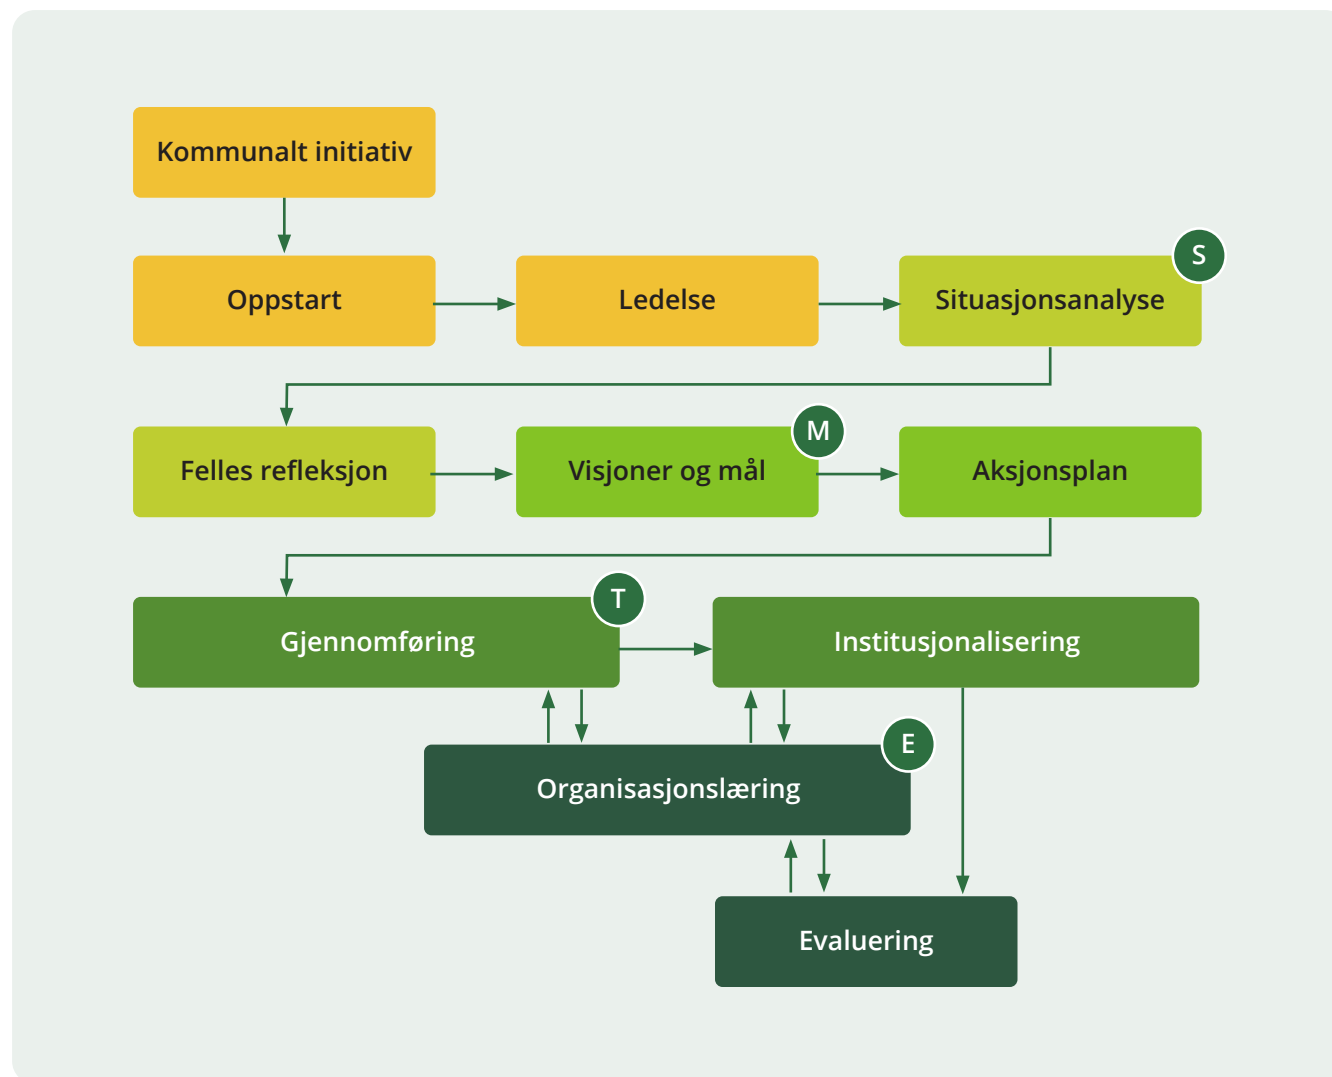 Kommunalt initiativ
Oppstart
Ledelse
Situasjonsanalyse
S
Felles refleksjon
Visjoner og mål
M
Aksjonsplan
Gjennomføring
T
Institusjonalisering
Organisasjonslæring
E
Evaluering